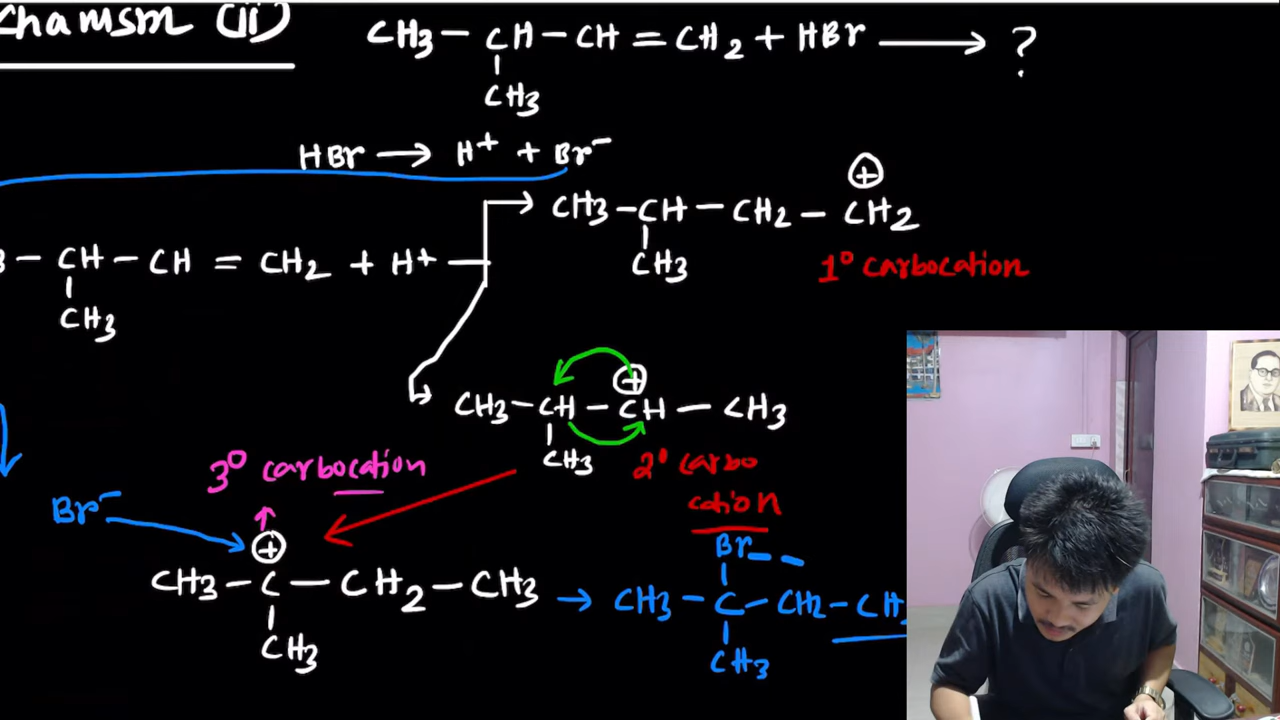 chamsm (ii)
CH3 — CH — CH = CH2 + HBr ⟶ ?
CH3
HBr ⟶ H+ + Br−
⊕
CH3 — CH — CH2 — CH2
CH3
1° carbocation
— CH — CH = CH2 + H+
CH3
⊕
CH3 — CH — CH — CH3
CH3
2° carbo
cation
3° carbocation
Br−
⊕
CH3 — C — CH2 — CH3
CH3
Br
→ CH3 — C — CH2 — CH
CH3